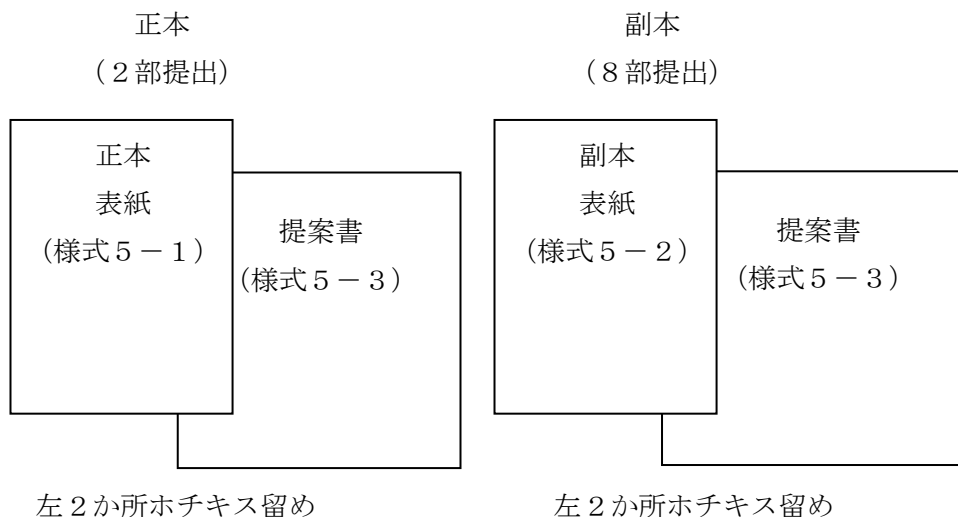 正本
（２部提出）
正本
表紙
（様式５－１）
提案書
（様式５－３）
左２か所ホチキス留め
副本
（８部提出）
副本
表紙
（様式５－２）
提案書
（様式５－３）
左２か所ホチキス留め